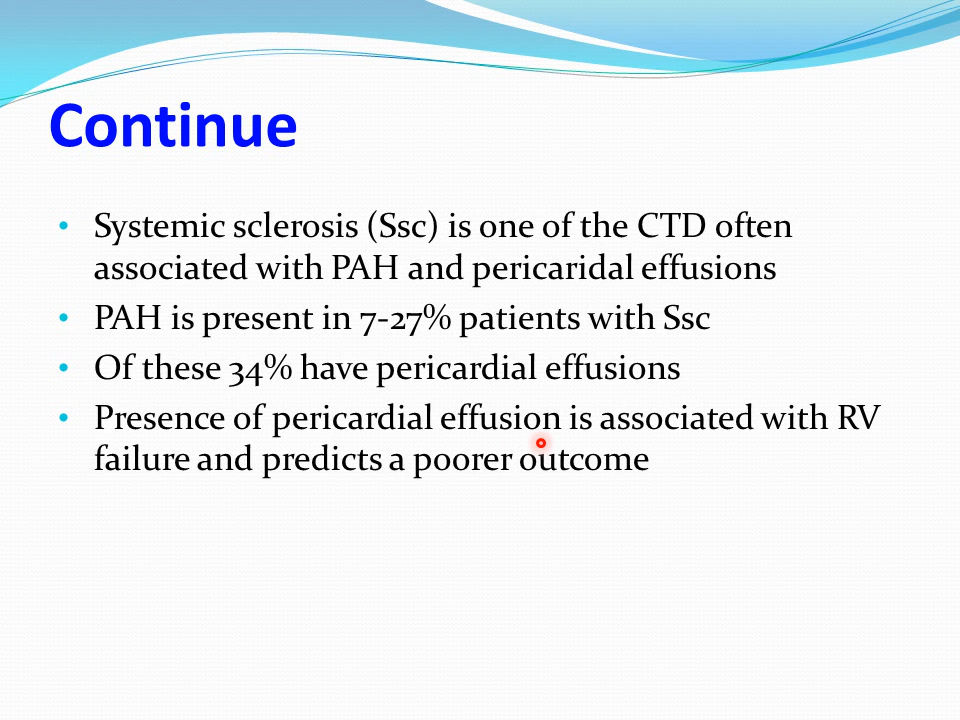 Continue
• Systemic sclerosis (Ssc) is one of the CTD often
associated with PAH and pericaridal effusions
• PAH is present in 7-27% patients with Ssc
• Of these 34% have pericardial effusions
• Presence of pericardial effusion is associated with RV
failure and predicts a poorer outcome